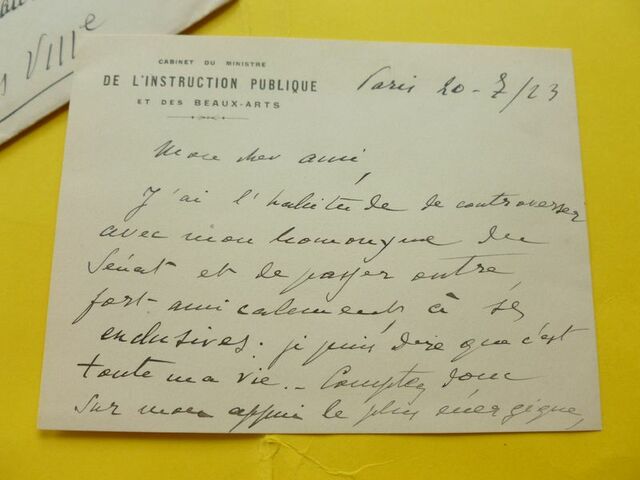 VIIIe
CABINET DU MINISTRE
DE L'INSTRUCTION PUBLIQUE
ET DES BEAUX-ARTS
Paris 20-7/23
Mon cher ami,
J'ai l'habitude de controverser
avec mon homonyme du
Sénat et de passer outre
fort amicalement à ses
exclusives. je puis dire que c'est
toute ma vie. – Comptez donc
sur mon appui le plus énergique,